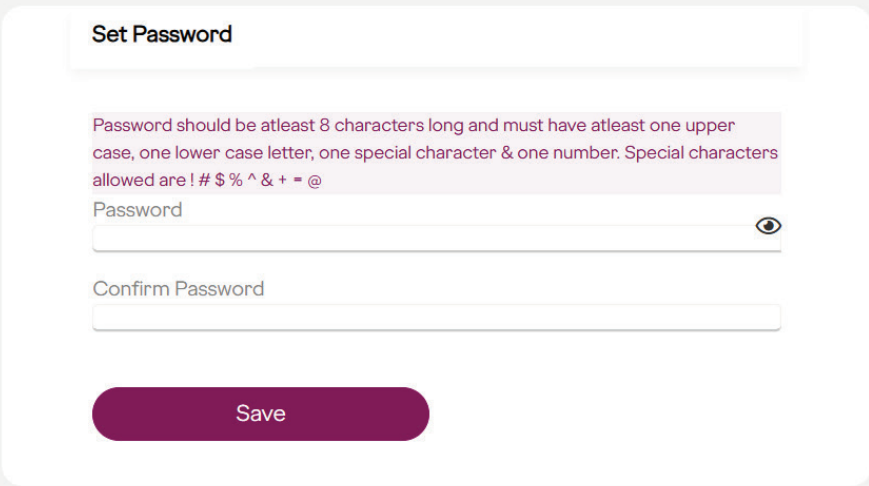 Set Password
Password should be atleast 8 characters long and must have atleast one upper
case, one lower case letter, one special character & one number. Special characters
allowed are ! # $ % ^ & + = @
Password
Confirm Password
Save